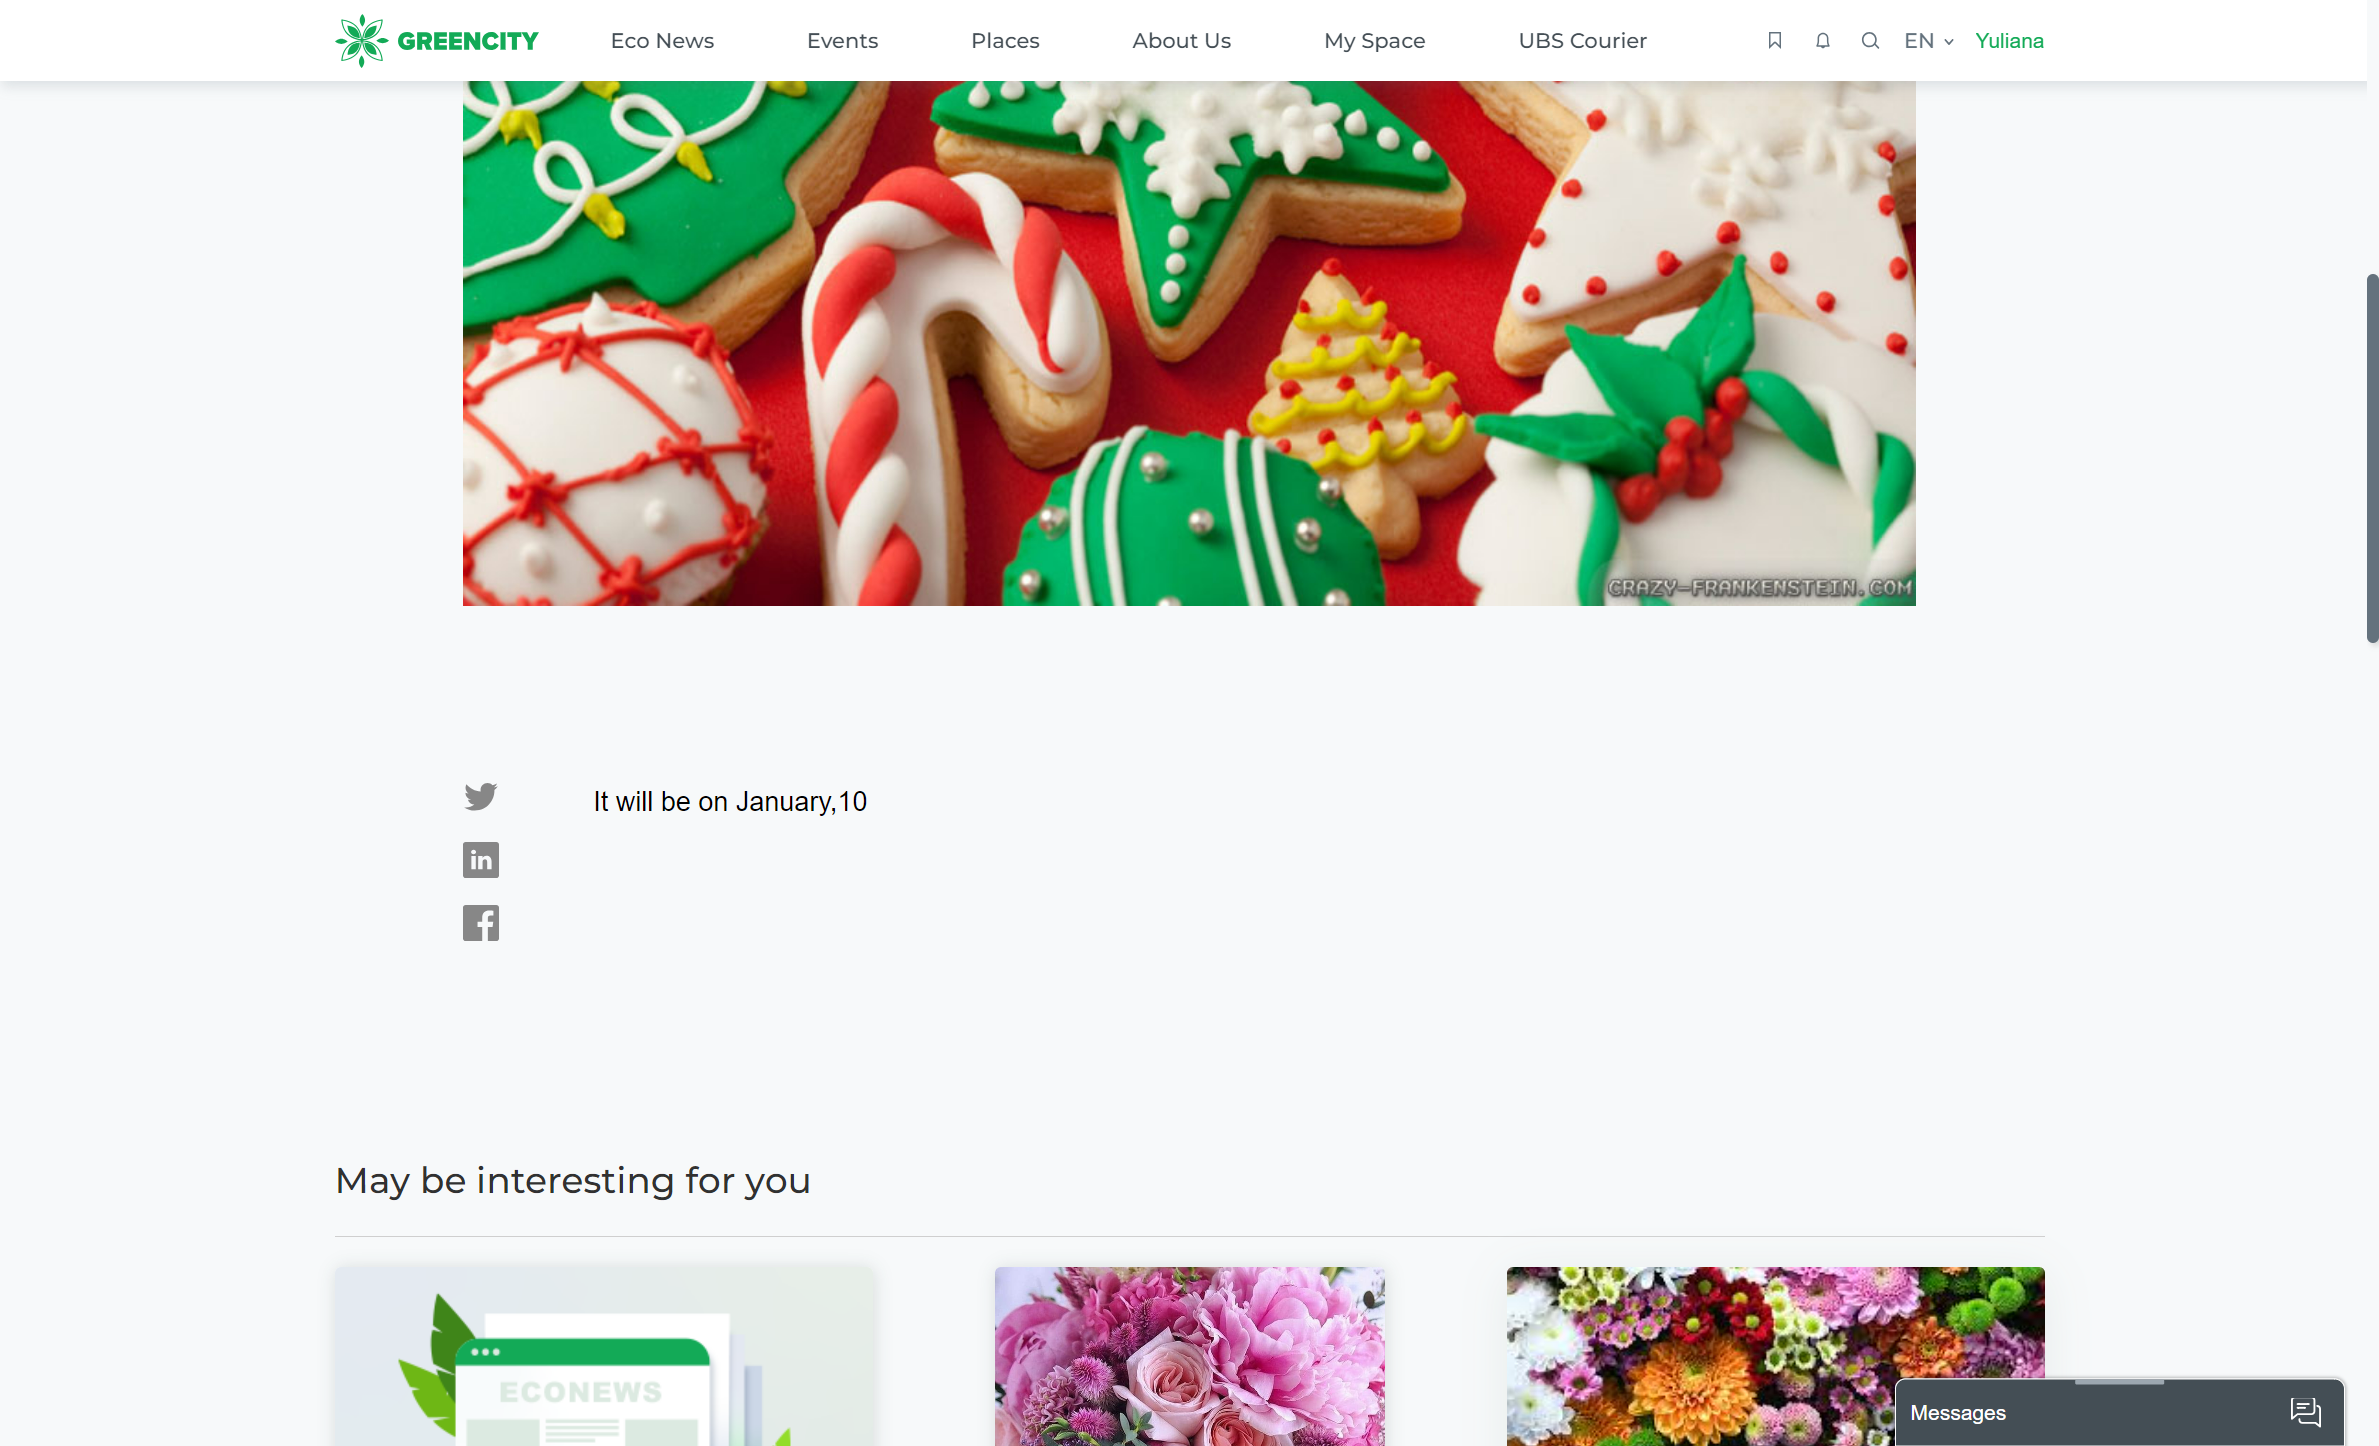 GREENCITY
Eco News
Events
Places
About Us
My Space
UBS Courier
EN
Yuliana
CRAZY-FRANKENSTEIN.COM
It will be on January,10
May be interesting for you
ECONEWS
Messages